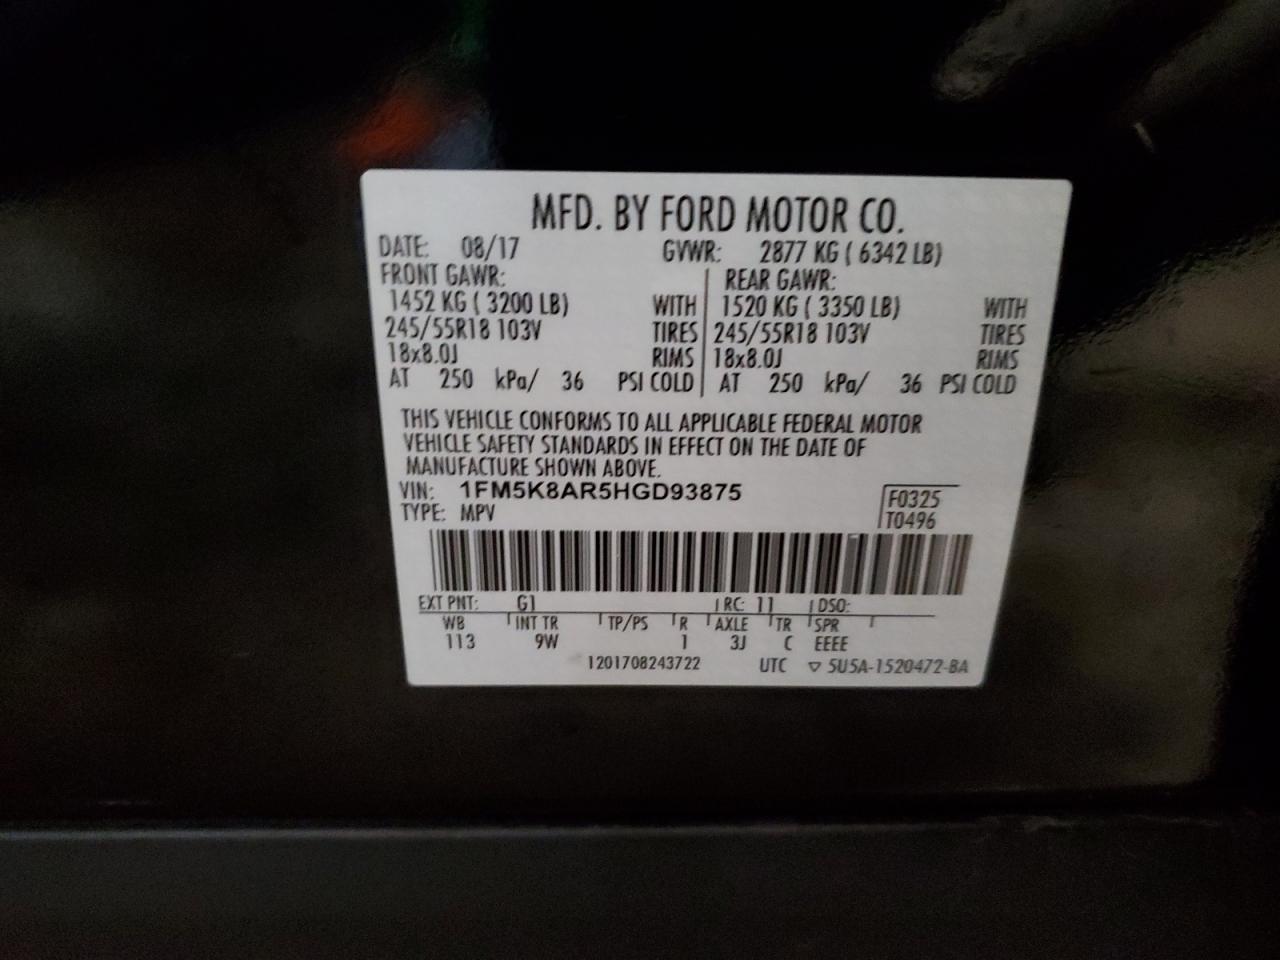 MFD. BY FORD MOTOR CO.
DATE: 08/17 GVWR: 2877 KG ( 6342 LB)
FRONT GAWR: REAR GAWR:
1452 KG ( 3200 LB) WITH 1520 KG ( 3350 LB) WITH
245/55R18 103V TIRES 245/55R18 103V TIRES
18x8.0J RIMS 18x8.0J RIMS
AT 250 kPa/ 36 PSI COLD AT 250 kPa/ 36 PSI COLD
THIS VEHICLE CONFORMS TO ALL APPLICABLE FEDERAL MOTOR
VEHICLE SAFETY STANDARDS IN EFFECT ON THE DATE OF
MANUFACTURE SHOWN ABOVE.
VIN: 1FM5K8AR5HGD93875 F0325
TYPE: MPV T0496
EXT PNT: G1 RC: 11 DSO:
WB INT TR TP/PS R AXLE TR SPR
113 9W 1 3J C EEEE
1201708243722 UTC ▽ 5U5A-1520472-BA